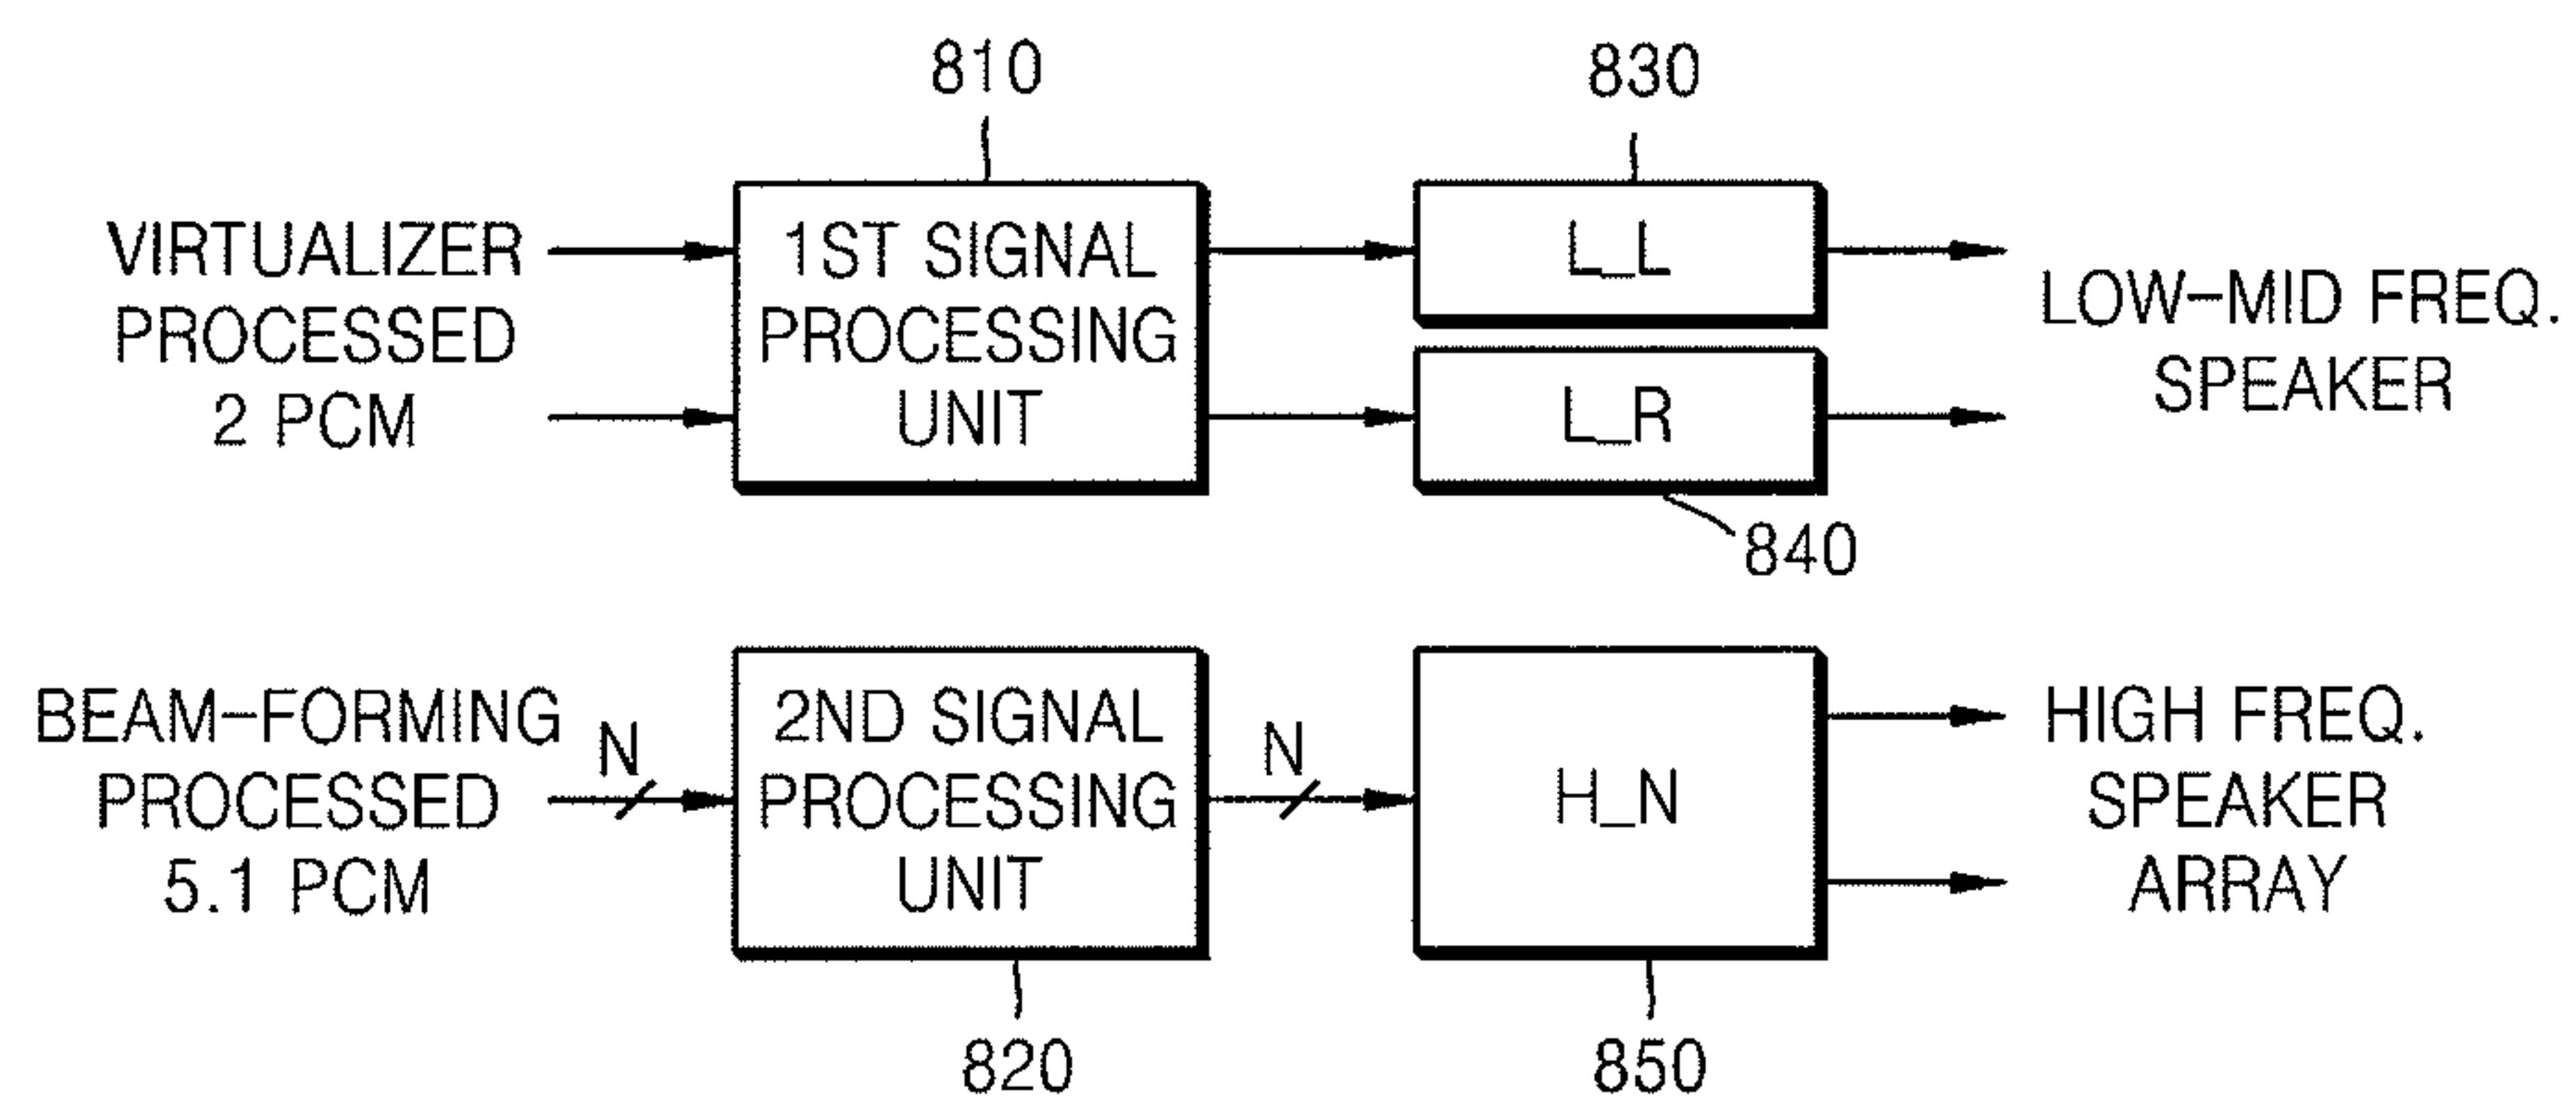 810
830
VIRTUALIZER
PROCESSED
2 PCM
1ST SIGNAL
PROCESSING
UNIT
L_L
L_R
LOW-MID FREQ.
SPEAKER
840
BEAM-FORMING
PROCESSED
5.1 PCM
N
2ND SIGNAL
PROCESSING
UNIT
N
H_N
HIGH FREQ.
SPEAKER
ARRAY
820
850